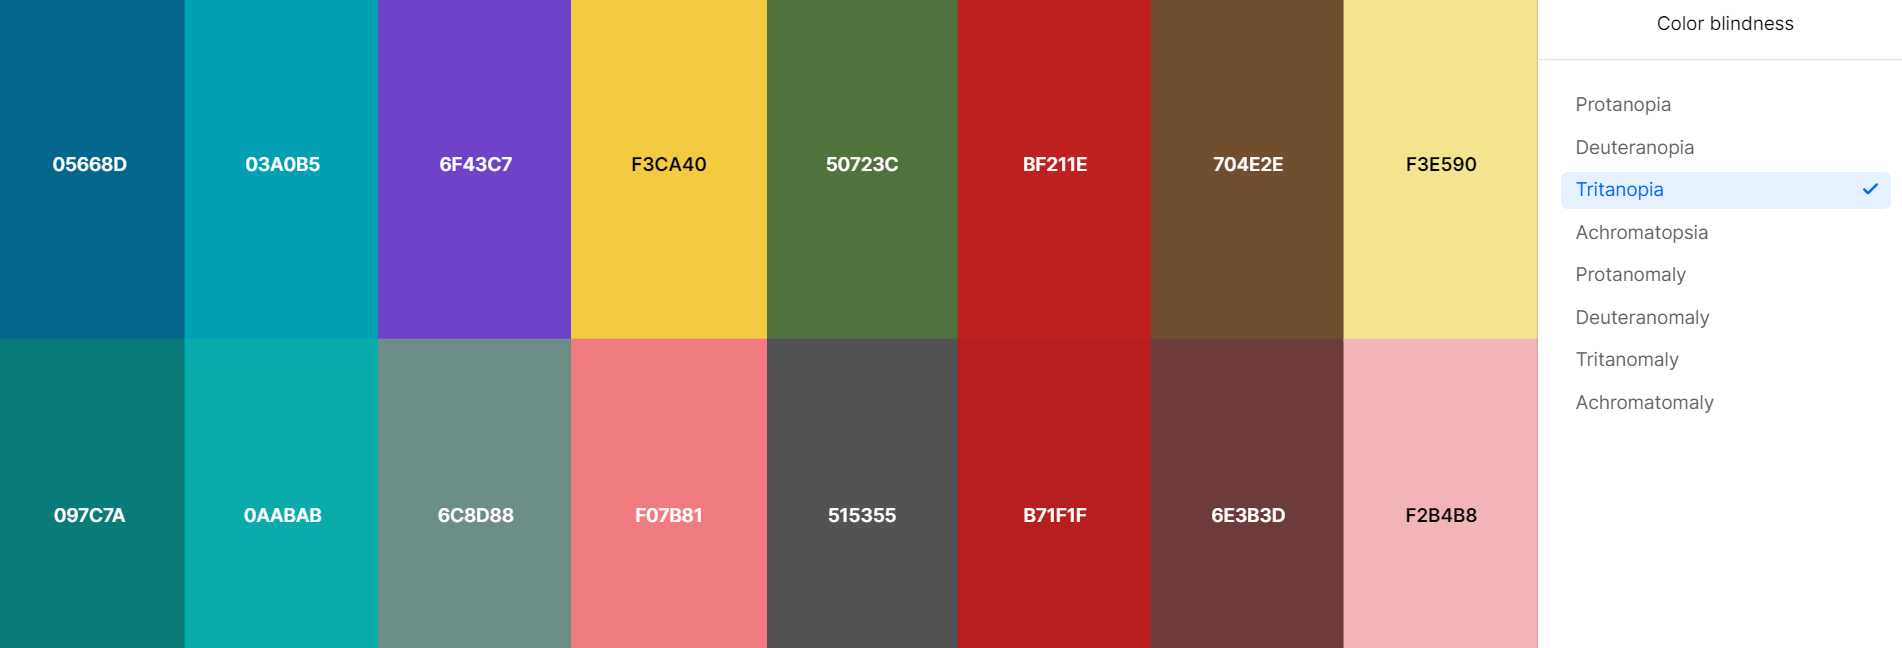 05668D
03A0B5
6F43C7
F3CA40
50723C
BF211E
704E2E
F3E590
097C7A
0AABAB
6C8D88
F07B81
515355
B71F1F
6E3B3D
F2B4B8
Color blindness
Protanopia
Deuteranopia
Tritanopia
Achromatopsia
Protanomaly
Deuteranomaly
Tritanomaly
Achromatomaly